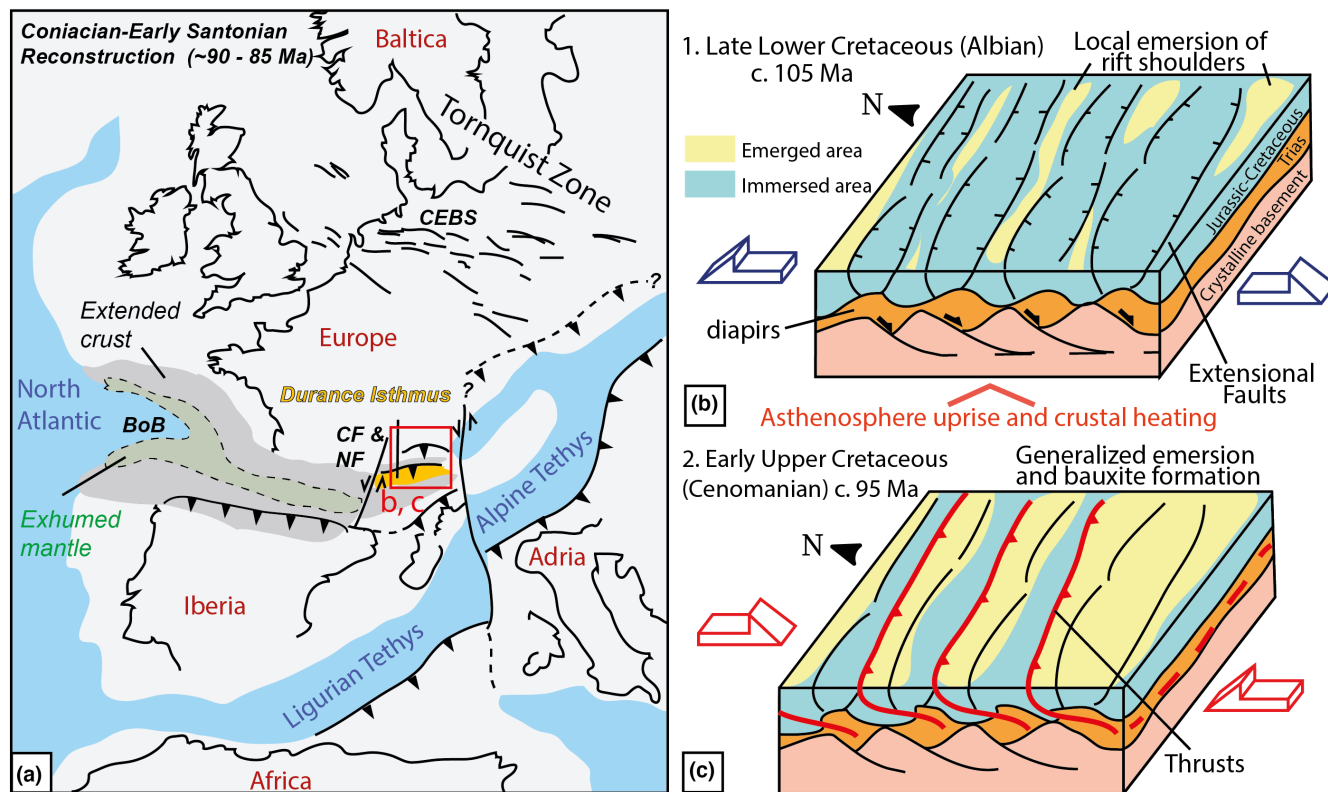 Coniacian-Early Santonian
Reconstruction (~90 - 85 Ma)
Baltica
Tornquist Zone
CEBS
Extended
crust
Europe
?
?
North
Atlantic
BoB
Durance Isthmus
CF &
NF
b, c
Exhumed
mantle
Alpine Tethys
Iberia
Adria
Ligurian Tethys
Africa
(a)
1. Late Lower Cretaceous (Albian)
c. 105 Ma
Local emersion of
rift shoulders
N
Emerged area
Immersed area
Jurassic-Cretaceous
Trias
Crystalline basement
diapirs
Extensional
Faults
(b)
Asthenosphere uprise and crustal heating
2. Early Upper Cretaceous
(Cenomanian) c. 95 Ma
Generalized emersion
and bauxite formation
N
Thrusts
(c)